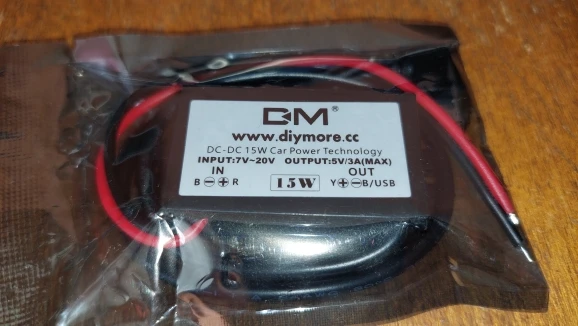 DM®
www.diymore.cc
DC-DC 15W Car Power Technology
INPUT:7V~20V OUTPUT:5V/3A(MAX)
IN OUT
B⊖⊕R 15W Y⊕⊖B/USB